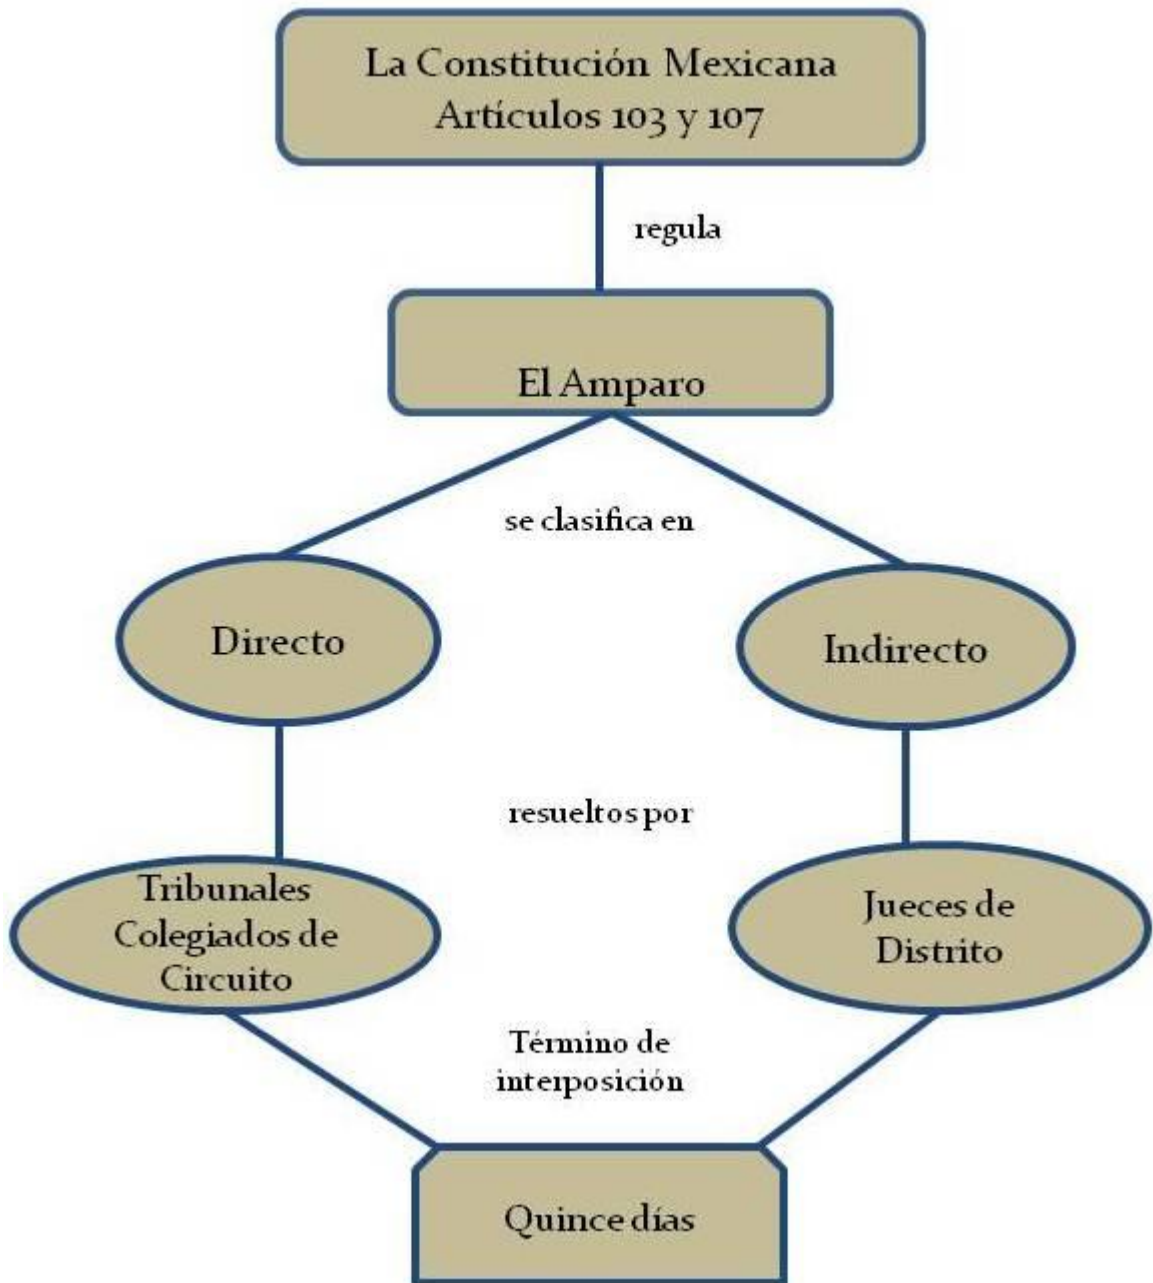 La Constitución Mexicana
Artículos 103 y 107
regula
El Amparo
se clasifica en
Directo
Indirecto
resueltos por
Tribunales
Colegiados de
Circuito
Jueces de
Distrito
Término de
interposición
Quince días